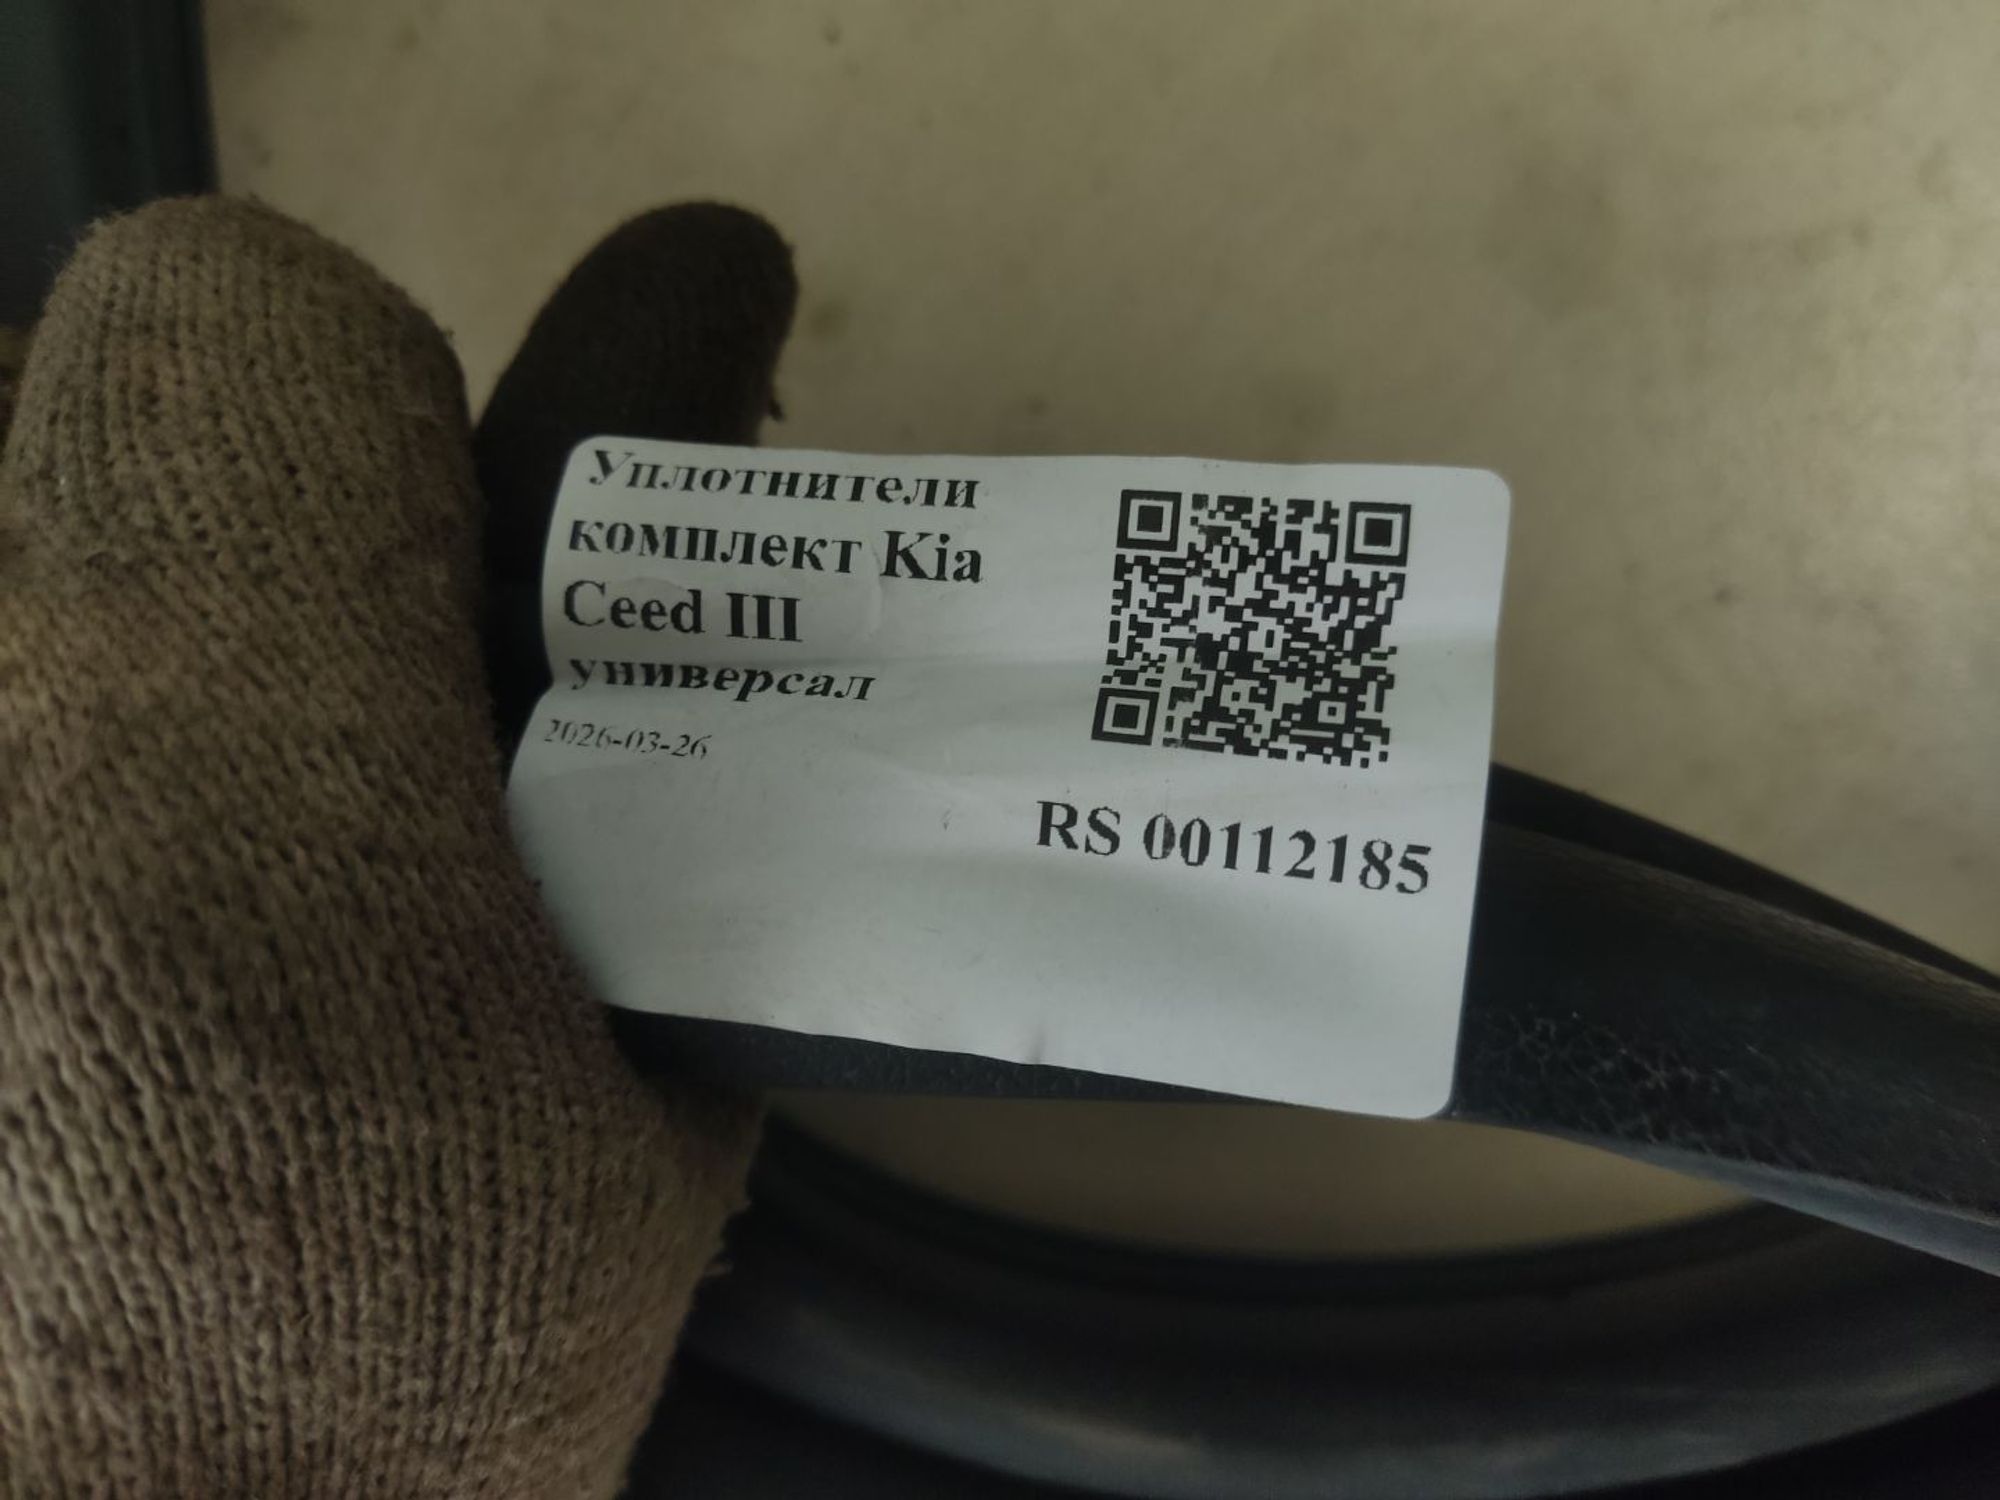 Уплотнители
комплект Kia
Ceed III
универсал
2026-03-26
RS 00112185